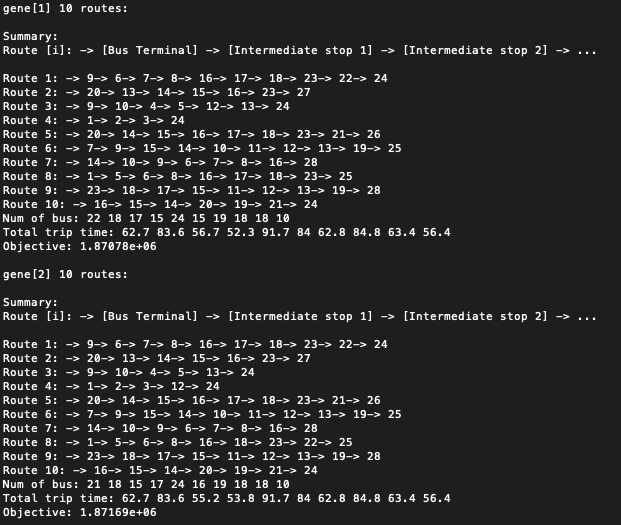 gene[1] 10 routes:
Summary:
Route [i]: -> [Bus Terminal] -> [Intermediate stop 1] -> [Intermediate stop 2] -> ...
Route 1: -> 9-> 6-> 7-> 8-> 16-> 17-> 18-> 23-> 22-> 24
Route 2: -> 20-> 13-> 14-> 15-> 16-> 23-> 27
Route 3: -> 9-> 10-> 4-> 5-> 12-> 13-> 24
Route 4: -> 1-> 2-> 3-> 24
Route 5: -> 20-> 14-> 15-> 16-> 17-> 18-> 23-> 21-> 26
Route 6: -> 7-> 9-> 15-> 14-> 10-> 11-> 12-> 13-> 19-> 25
Route 7: -> 14-> 10-> 9-> 6-> 7-> 8-> 16-> 28
Route 8: -> 1-> 5-> 6-> 8-> 16-> 17-> 18-> 23-> 25
Route 9: -> 23-> 18-> 17-> 15-> 11-> 12-> 13-> 19-> 28
Route 10: -> 16-> 15-> 14-> 20-> 19-> 21-> 24
Num of bus: 22 18 17 15 24 15 19 18 18 10
Total trip time: 62.7 83.6 56.7 52.3 91.7 84 62.8 84.8 63.4 56.4
Objective: 1.87078e+06
gene[2] 10 routes:
Summary:
Route [i]: -> [Bus Terminal] -> [Intermediate stop 1] -> [Intermediate stop 2] -> ...
Route 1: -> 9-> 6-> 7-> 8-> 16-> 17-> 18-> 23-> 22-> 24
Route 2: -> 20-> 13-> 14-> 15-> 16-> 23-> 27
Route 3: -> 9-> 10-> 4-> 5-> 13-> 24
Route 4: -> 1-> 2-> 3-> 12-> 24
Route 5: -> 20-> 14-> 15-> 16-> 17-> 18-> 23-> 21-> 26
Route 6: -> 7-> 9-> 15-> 14-> 10-> 11-> 12-> 13-> 19-> 25
Route 7: -> 14-> 10-> 9-> 6-> 7-> 8-> 16-> 28
Route 8: -> 1-> 5-> 6-> 8-> 16-> 18-> 23-> 22-> 25
Route 9: -> 23-> 18-> 17-> 15-> 11-> 12-> 13-> 19-> 28
Route 10: -> 16-> 15-> 14-> 20-> 19-> 21-> 24
Num of bus: 21 18 15 17 24 16 19 18 18 10
Total trip time: 62.7 83.6 55.2 53.8 91.7 84 62.8 84.8 63.4 56.4
Objective: 1.87169e+06